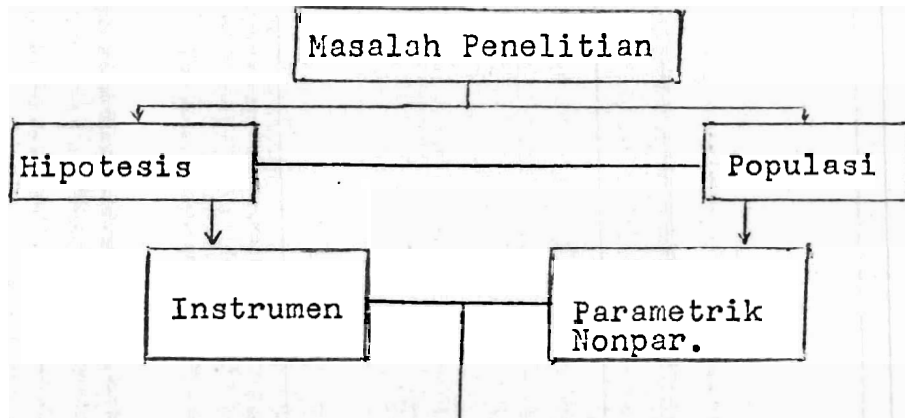 Masalah Penelitian
Hipotesis
Populasi
Instrumen
Parametrik
Nonpar.